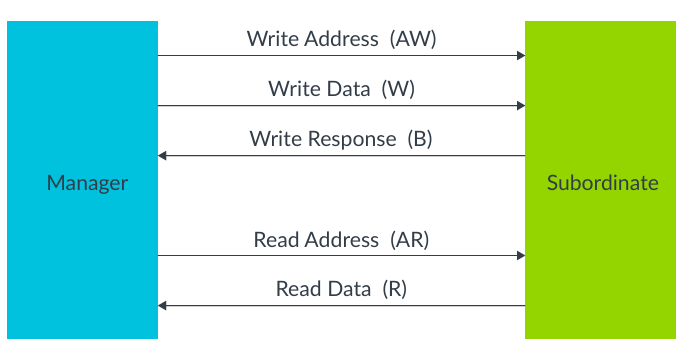 Write Address (AW)
Write Data (W)
Write Response (B)
Manager
Subordinate
Read Address (AR)
Read Data (R)